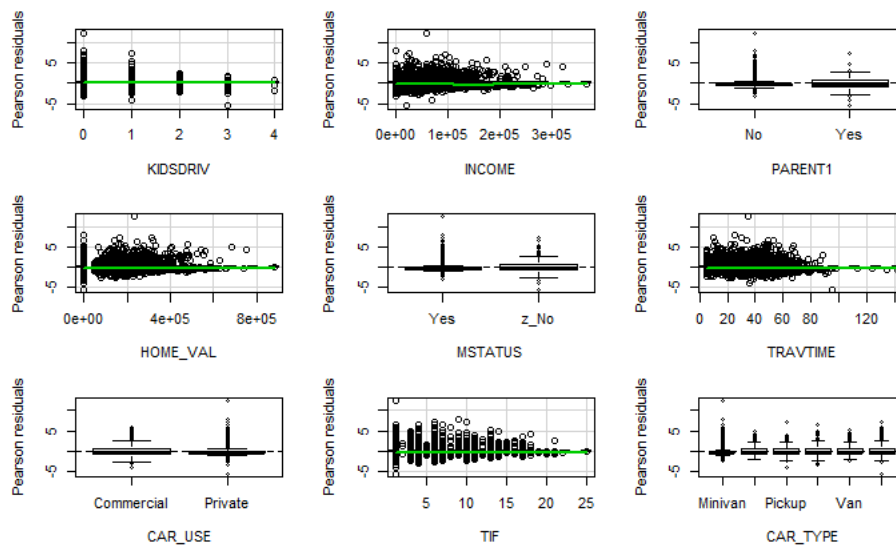 Pearson residuals
5
-5
0 1 2 3 4
KIDSDRIV
Pearson residuals
5
-5
0e+00 1e+05 2e+05 3e+05
INCOME
Pearson residuals
5
-5
No Yes
PARENT1
Pearson residuals
5
-5
0e+00 4e+05 8e+05
HOME_VAL
Pearson residuals
5
-5
Yes z_No
MSTATUS
Pearson residuals
5
-5
0 20 40 60 80 120
TRAVTIME
Pearson residuals
5
-5
Commercial Private
CAR_USE
Pearson residuals
5
-5
5 10 15 20 25
TIF
Pearson residuals
5
-5
Minivan Pickup Van
CAR_TYPE